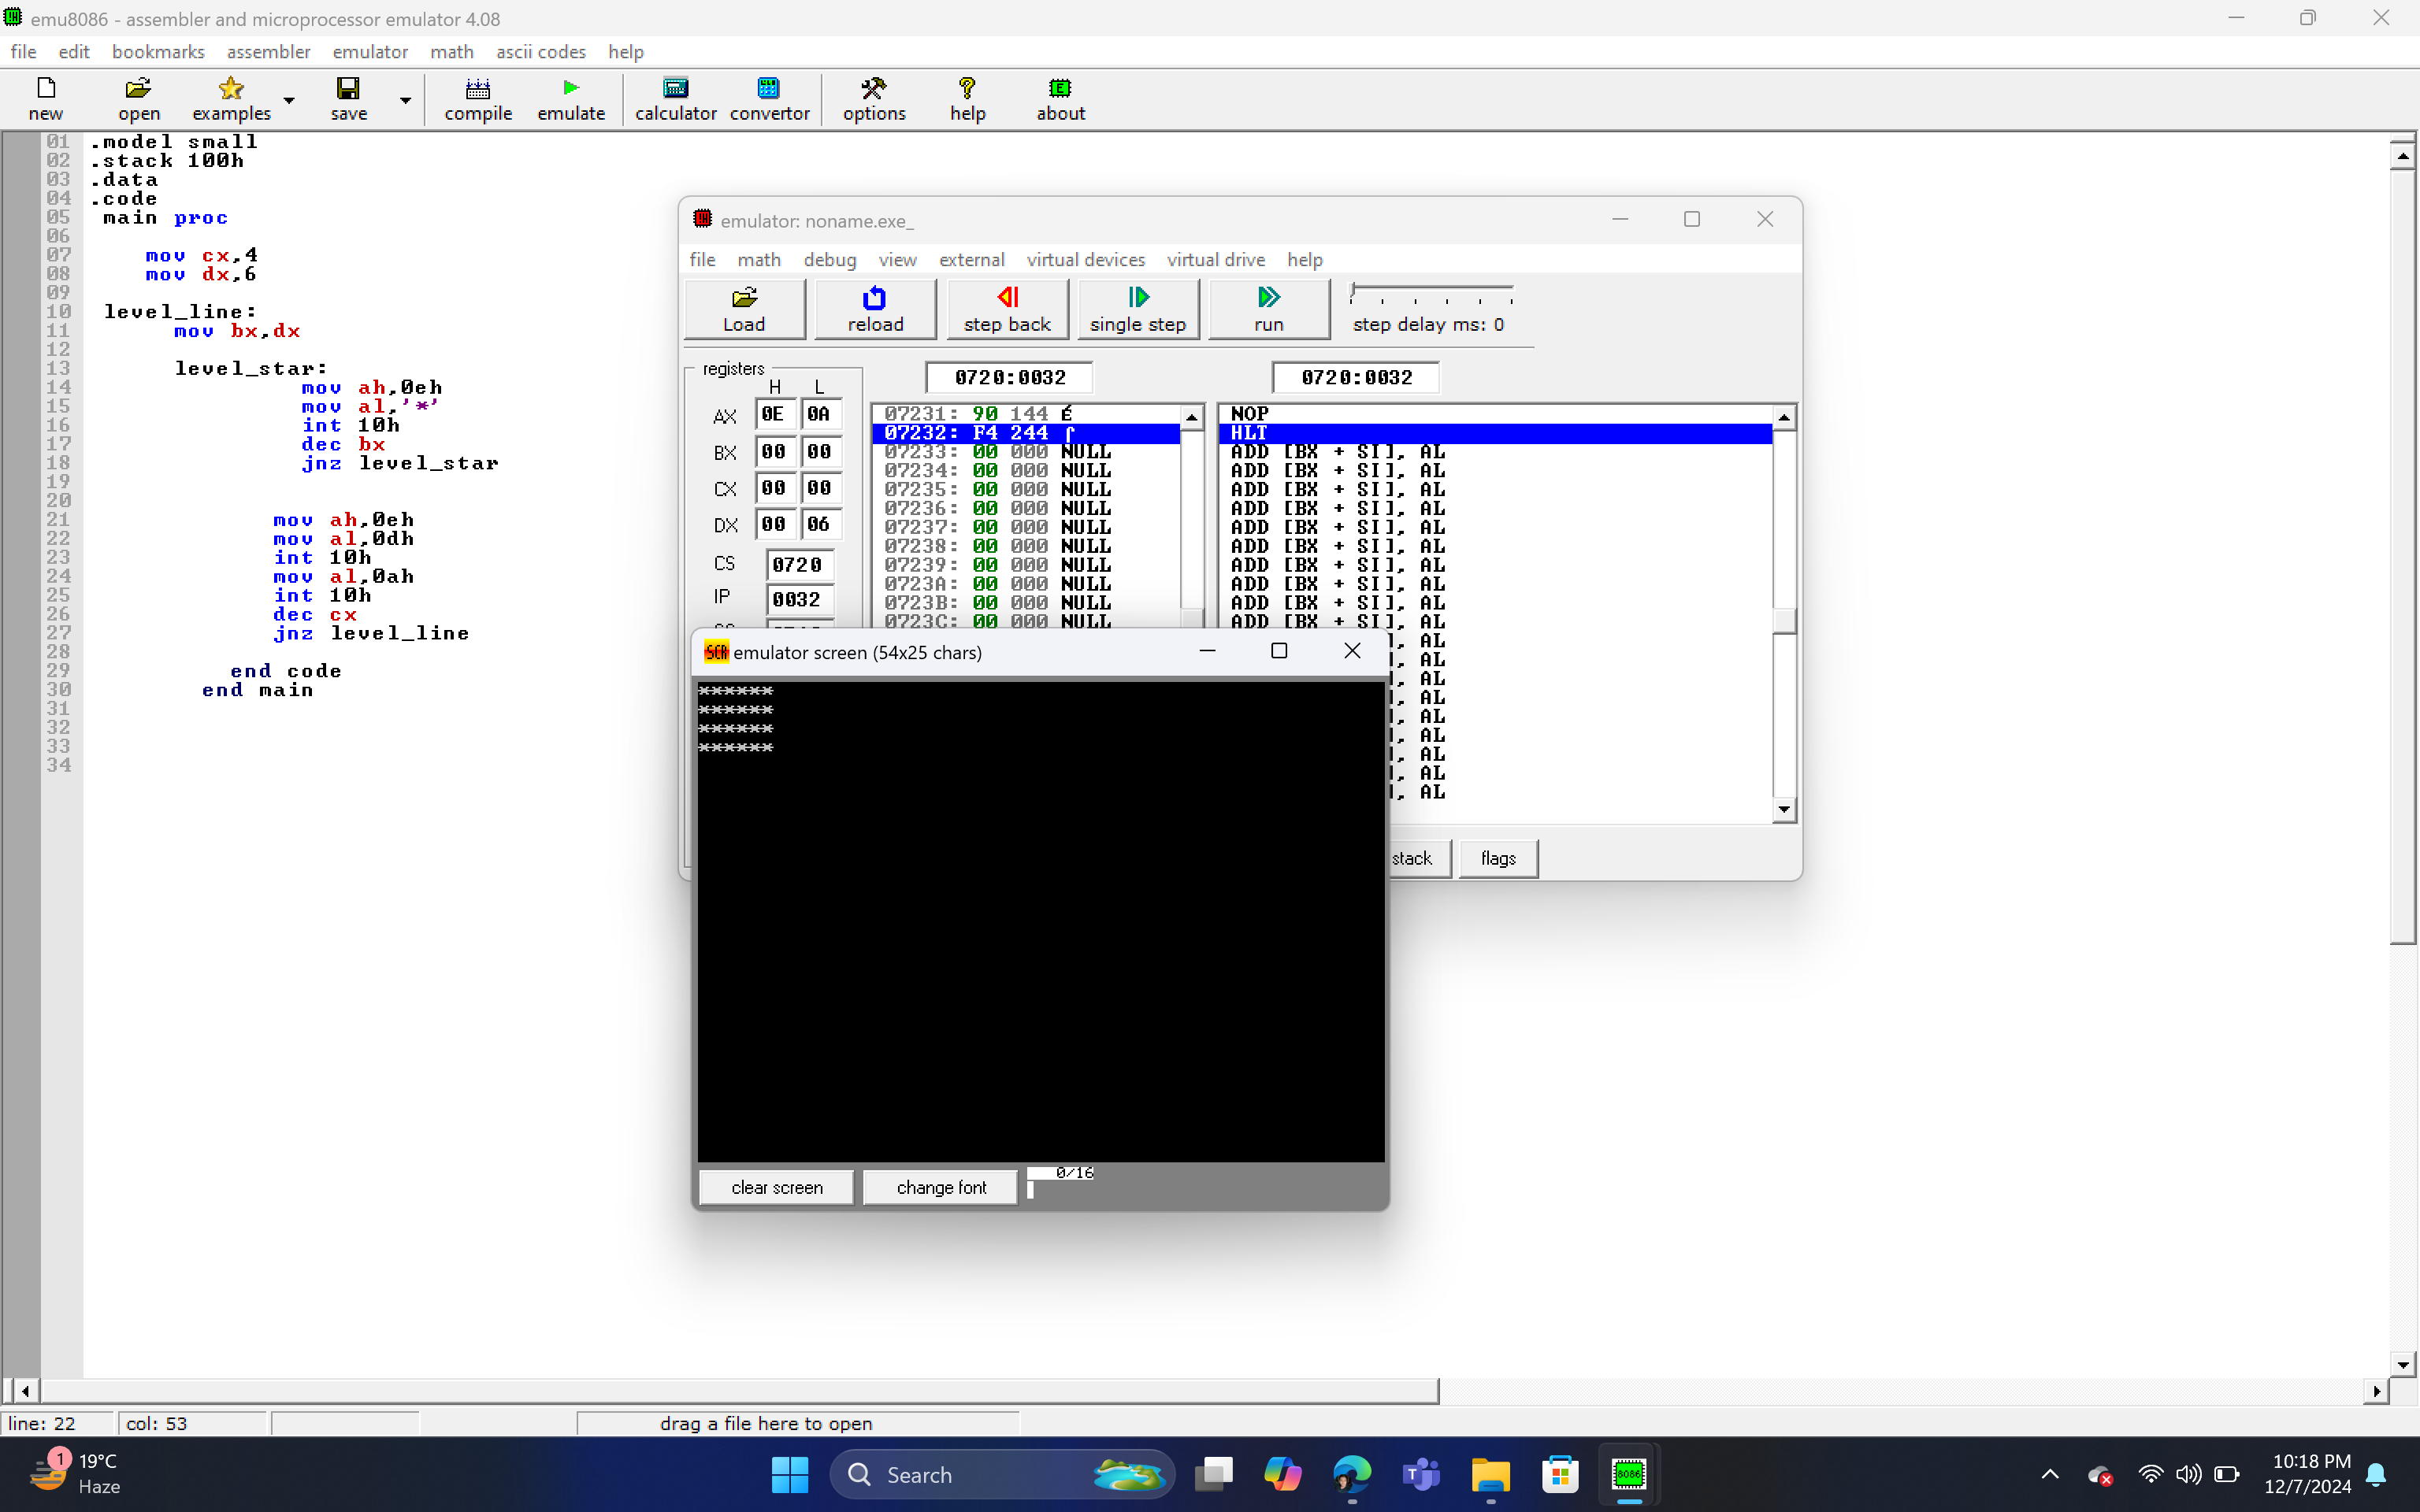 emu8086 - assembler and microprocessor emulator 4.08
file edit bookmarks assembler emulator math ascii codes help
new open examples save compile emulate calculator convertor options help about
01 .model small
02 .stack 100h
03 .data
04 .code
05 main proc
06
07 mov cx,4
08 mov dx,6
09
10 level_line:
11 mov bx,dx
12
13 level_star:
14 mov ah,0eh
15 mov al,'*'
16 int 10h
17 dec bx
18 jnz level_star
19
20
21 mov ah,0eh
22 mov al,0dh
23 int 10h
24 mov al,0ah
25 int 10h
26 dec cx
27 jnz level_line
28
29 end code
30 end main
31
32
33
34
emulator: noname.exe_
file math debug view external virtual devices virtual drive help
Load reload step back single step run step delay ms: 0
registers 0720:0032 0720:0032
H L
AX 0E 0A
BX 00 00
CX 00 00
DX 00 06
CS 0720
IP 0032
07231: 90 144 É
07232: F4 244 ⌠
07233: 00 000 NULL
07234: 00 000 NULL
07235: 00 000 NULL
07236: 00 000 NULL
07237: 00 000 NULL
07238: 00 000 NULL
07239: 00 000 NULL
0723A: 00 000 NULL
0723B: 00 000 NULL
0723C: 00 000 NULL
NOP
HLT
ADD [BX + SI], AL
ADD [BX + SI], AL
ADD [BX + SI], AL
ADD [BX + SI], AL
ADD [BX + SI], AL
ADD [BX + SI], AL
ADD [BX + SI], AL
ADD [BX + SI], AL
ADD [BX + SI], AL
ADD [BX + SI], AL
], AL
], AL
], AL
], AL
], AL
], AL
], AL
], AL
], AL
stack flags
SCR emulator screen (54x25 chars)
******
******
******
******
clear screen change font 0/16
line: 22 col: 53 drag a file here to open
1 19°C
Haze
Search
8086
10:18 PM
12/7/2024